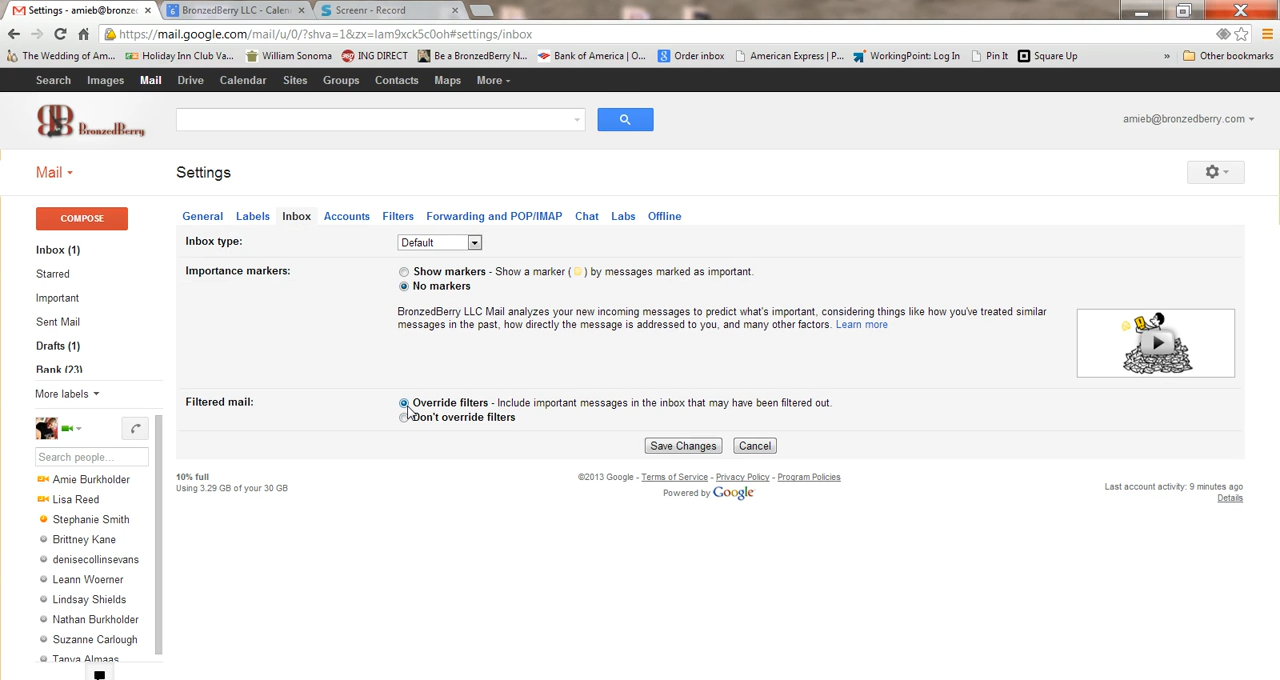 Settings - amieb@bronzec
BronzedBerry LLC - Calen
Screenr - Record
https://mail.google.com/mail/u/0/?shva=1&zx=lam9xck5c0oh#settings/inbox
The Wedding of Am...
Holiday Inn Club Va...
William Sonoma
ING DIRECT
Be a BronzedBerry N...
Bank of America | O...
Order inbox
American Express | P...
WorkingPoint: Log In
Pin It
Square Up
»
Other bookmarks
Search Images Mail Drive Calendar Sites Groups Contacts Maps More
BronzedBerry
amieb@bronzedberry.com
Mail
Settings
COMPOSE
General Labels Inbox Accounts Filters Forwarding and POP/IMAP Chat Labs Offline
Inbox (1)
Starred
Important
Sent Mail
Drafts (1)
Bank (23)
More labels
Search people...
Amie Burkholder
Lisa Reed
Stephanie Smith
Brittney Kane
denisecollinsevans
Leann Woerner
Lindsay Shields
Nathan Burkholder
Suzanne Carlough
Tanya Almaas
Inbox type: Default
Importance markers: Show markers - Show a marker ( ) by messages marked as important.
No markers
BronzedBerry LLC Mail analyzes your new incoming messages to predict what's important, considering things like how you've treated similar
messages in the past, how directly the message is addressed to you, and many other factors. Learn more
Filtered mail: Override filters - Include important messages in the inbox that may have been filtered out.
Don't override filters
Save Changes Cancel
10% full
Using 3.29 GB of your 30 GB
©2013 Google - Terms of Service - Privacy Policy - Program Policies
Powered by Google
Last account activity: 9 minutes ago
Details